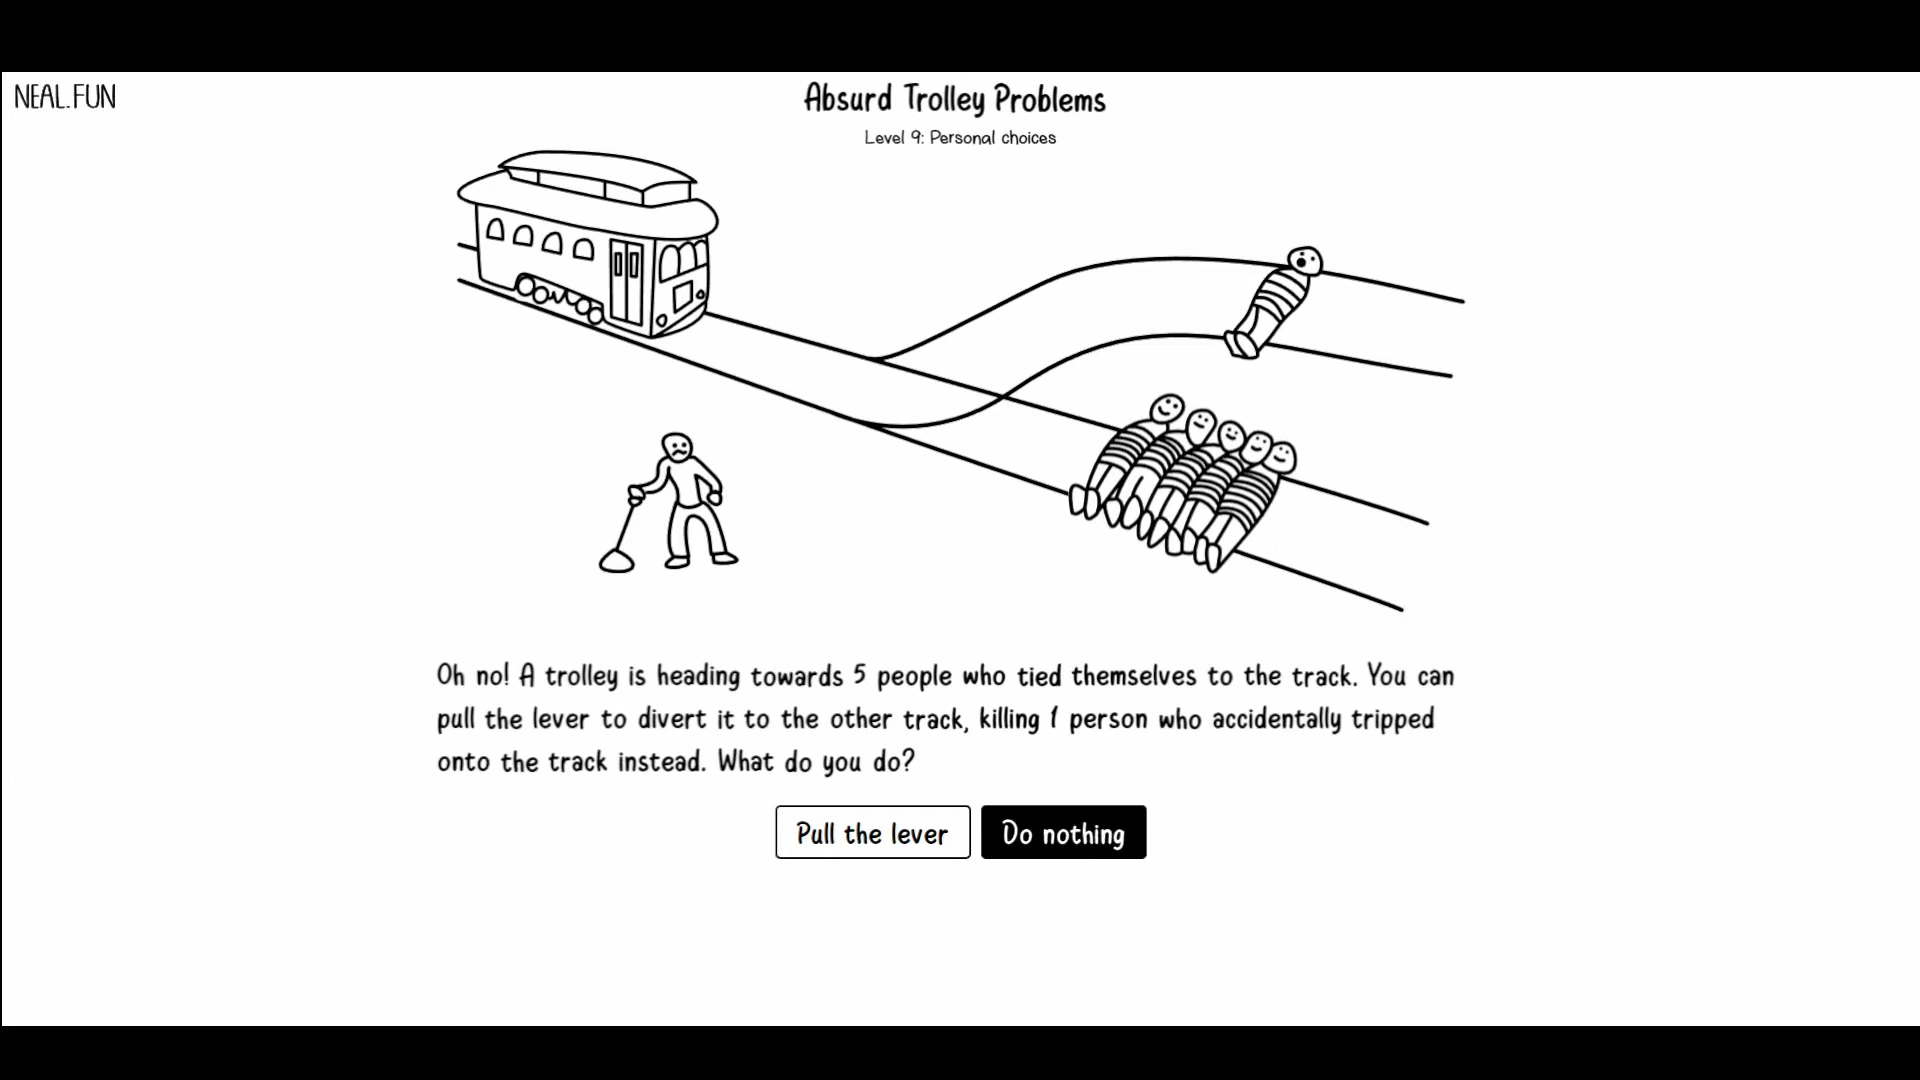 NEAL.FUN
Absurd Trolley Problems
Level 9: Personal choices
Oh no! A trolley is heading towards 5 people who tied themselves to the track. You can
pull the lever to divert it to the other track, killing 1 person who accidentally tripped
onto the track instead. What do you do?
Pull the lever
Do nothing